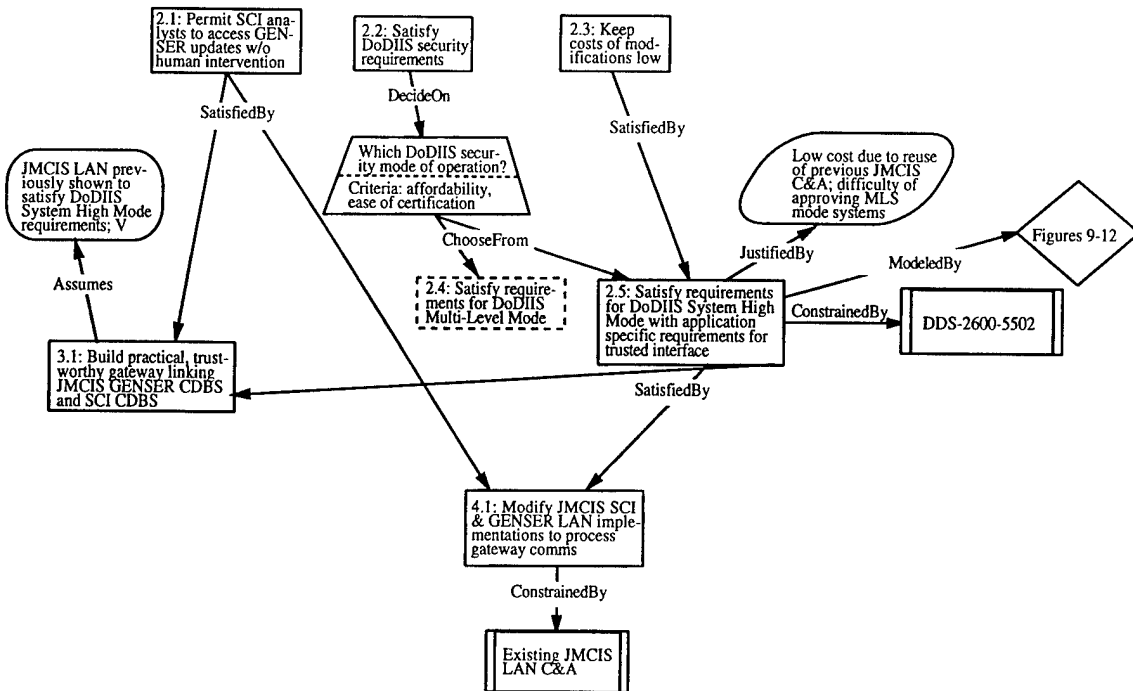 2.1: Permit SCI ana-
lysts to access GEN-
SER updates w/o
human intervention
2.2: Satisfy
DoDIIS security
requirements
2.3: Keep
costs of modifi-
cations low
DecideOn
SatisfiedBy
SatisfiedBy
Which DoDIIS secur-
ity mode of operation?
Criteria: affordability,
ease of certification
JMCIS LAN prev-
iously shown to
satisfy DoDIIS
System High Mode
requirements; V
Low cost due to reuse
of previous JMCIS
C&A; difficulty of
approving MLS
mode systems
Figures 9-12
ChooseFrom
JustifiedBy
ModeledBy
Assumes
2.4: Satisfy require-
ments for DoDIIS
Multi-Level Mode
2.5: Satisfy requirements
for DoDIIS System High
Mode with application
specific requirements for
trusted interface
ConstrainedBy
DDS-2600-5502
3.1: Build practical, trust-
worthy gateway linking
JMCIS GENSER CDBS
and SCI CDBS
SatisfiedBy
4.1: Modify JMCIS SCI
& GENSER LAN imple-
mentations to process
gateway comms
ConstrainedBy
Existing JMCIS
LAN C&A